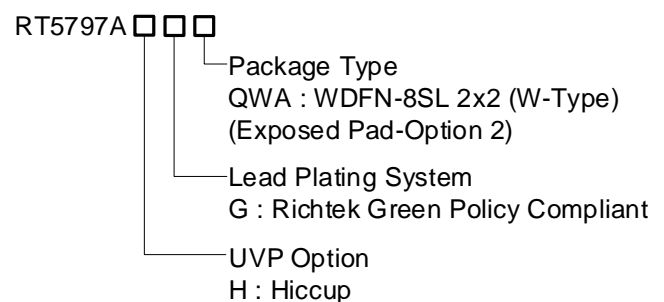 RT5797A
Package Type
QWA : WDFN-8SL 2x2 (W-Type)
(Exposed Pad-Option 2)
Lead Plating System
G : Richtek Green Policy Compliant
UVP Option
H : Hiccup